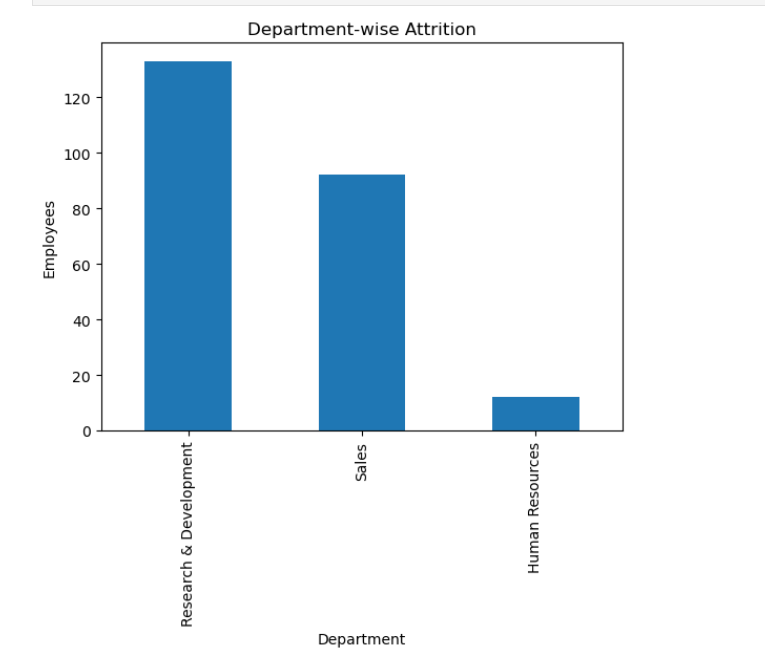 Department-wise Attrition
120
100
80
60
40
20
0
Employees
Research & Development
Sales
Human Resources
Department